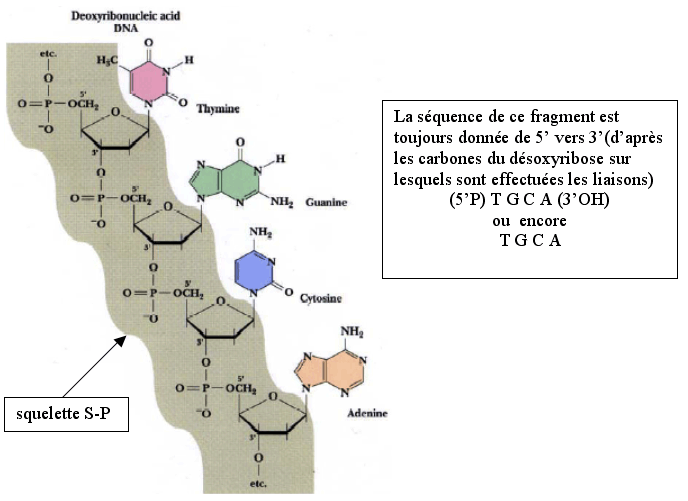 Deoxyribonucleic acid
DNA
etc.
O
O
H₃C
N
H
O
P
OCH₂
5'
N
O
⁻O
O
Thymine
3'
O
O
N
N
H
O
P
OCH₂
5'
N
N
NH₂
⁻O
O
Guanine
3'
NH₂
O
N
O
P
OCH₂
5'
N
O
⁻O
O
Cytosine
3'
NH₂
O
N
N
O
P
OCH₂
5'
N
N
⁻O
O
Adenine
3'
O
etc.
squelette S-P
La séquence de ce fragment est
toujours donnée de 5’ vers 3’(d’après
les carbones du désoxyribose sur
lesquels sont effectuées les liaisons)
(5’P) T G C A (3’OH)
ou encore
T G C A